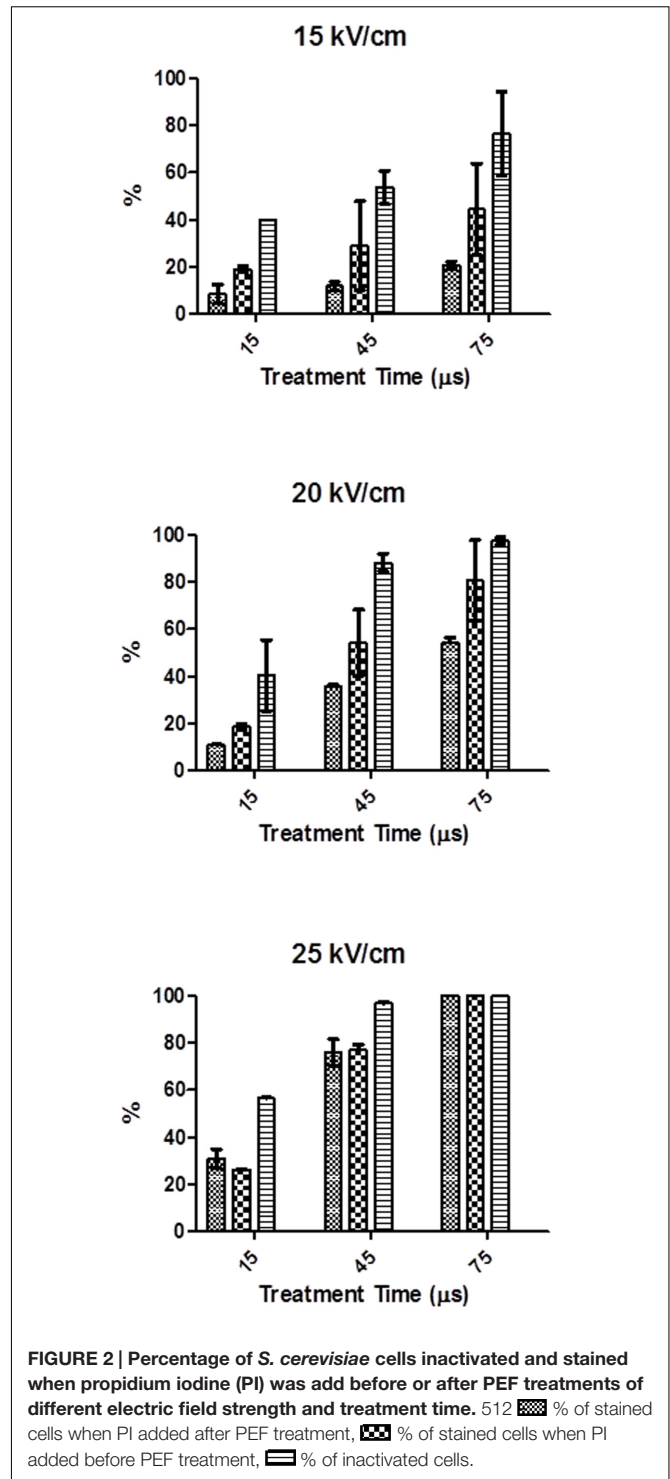 15 kV/cm
100
80
60
40
20
0
%
15
45
75
Treatment Time (μs)
20 kV/cm
100
80
60
40
20
0
%
15
45
75
Treatment Time (μs)
25 kV/cm
100
80
60
40
20
0
%
15
45
75
Treatment Time (μs)
FIGURE 2 | Percentage of S. cerevisiae cells inactivated and stained
when propidium iodine (PI) was add before or after PEF treatments of
different electric field strength and treatment time. 512 % of stained
cells when PI added after PEF treatment, % of stained cells when PI
added before PEF treatment, % of inactivated cells.